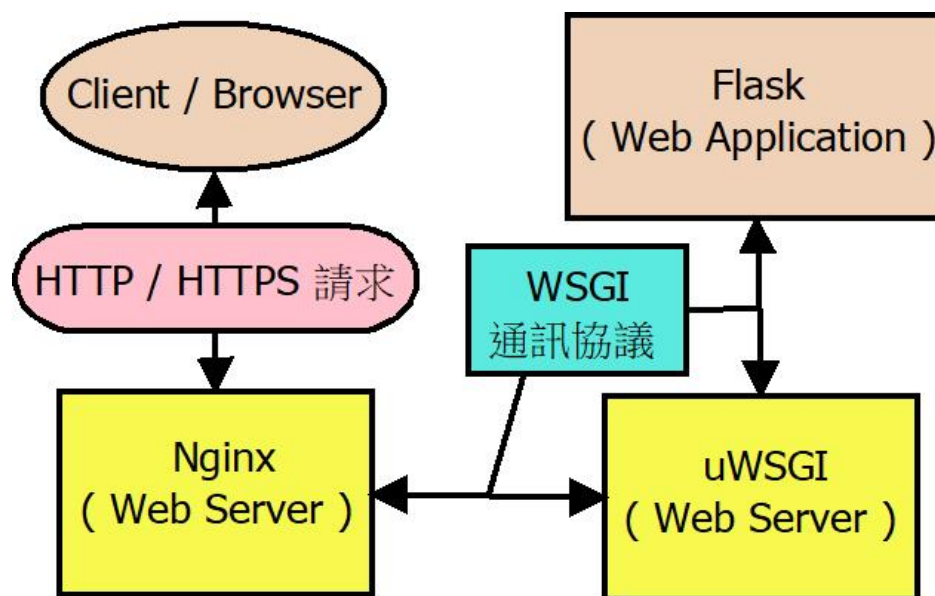 Client / Browser
HTTP / HTTPS 請求
Nginx
( Web Server )
WSGI
通訊協議
Flask
( Web Application )
uWSGI
( Web Server )